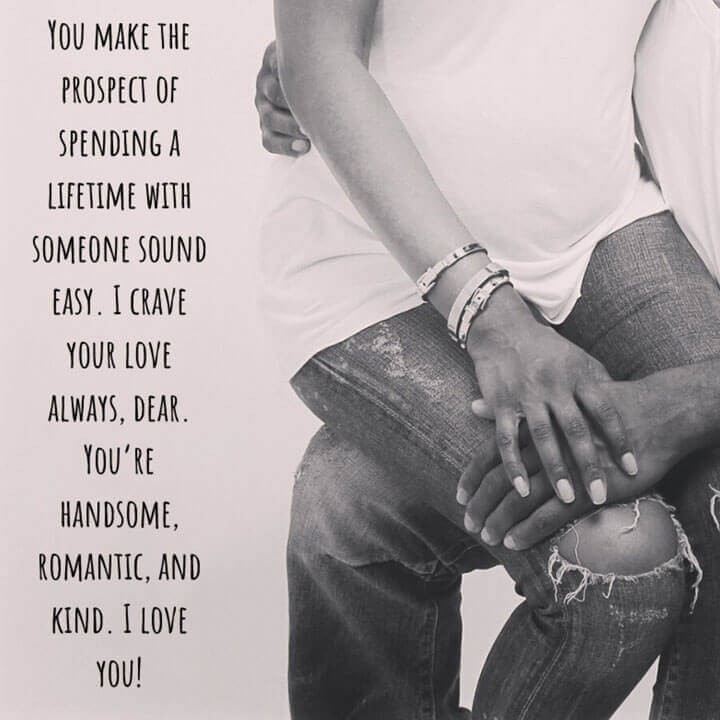 You make the
prospect of
spending a
lifetime with
someone sound
easy. I crave
your love
always, dear.
You're
handsome,
romantic, and
kind. I love
you!